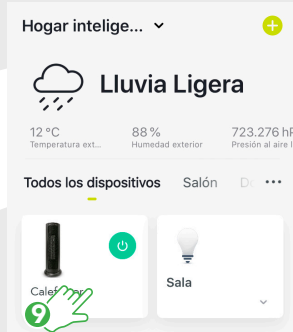 Hogar intelige...
Lluvia Ligera
12 °C 88 % 723.276 hP
Temperatura ext... Humedad exterior Presión al aire l
Todos los dispositivos Salón D
Sala
9